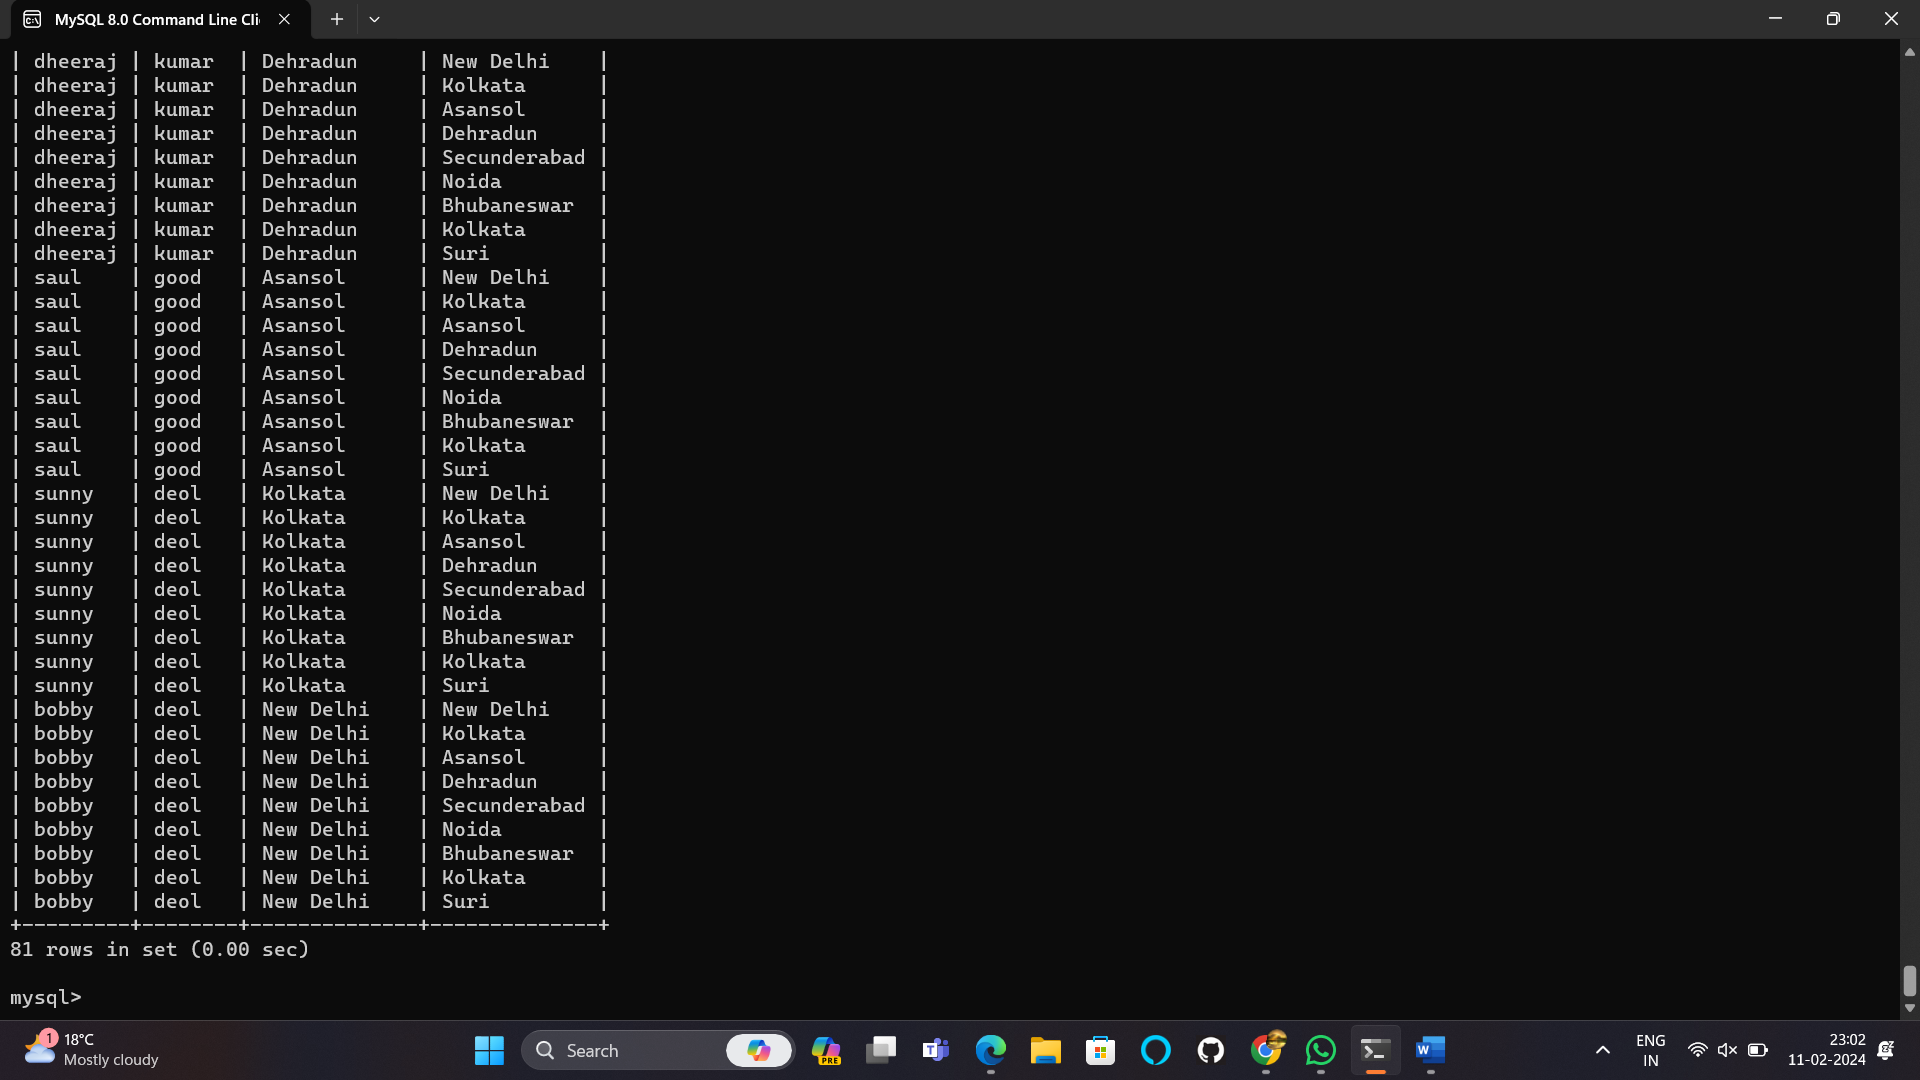 MySQL 8.0 Command Line Cli
| dheeraj | kumar | Dehradun | New Delhi |
| dheeraj | kumar | Dehradun | Kolkata |
| dheeraj | kumar | Dehradun | Asansol |
| dheeraj | kumar | Dehradun | Dehradun |
| dheeraj | kumar | Dehradun | Secunderabad |
| dheeraj | kumar | Dehradun | Noida |
| dheeraj | kumar | Dehradun | Bhubaneswar |
| dheeraj | kumar | Dehradun | Kolkata |
| dheeraj | kumar | Dehradun | Suri |
| saul | good | Asansol | New Delhi |
| saul | good | Asansol | Kolkata |
| saul | good | Asansol | Asansol |
| saul | good | Asansol | Dehradun |
| saul | good | Asansol | Secunderabad |
| saul | good | Asansol | Noida |
| saul | good | Asansol | Bhubaneswar |
| saul | good | Asansol | Kolkata |
| saul | good | Asansol | Suri |
| sunny | deol | Kolkata | New Delhi |
| sunny | deol | Kolkata | Kolkata |
| sunny | deol | Kolkata | Asansol |
| sunny | deol | Kolkata | Dehradun |
| sunny | deol | Kolkata | Secunderabad |
| sunny | deol | Kolkata | Noida |
| sunny | deol | Kolkata | Bhubaneswar |
| sunny | deol | Kolkata | Kolkata |
| sunny | deol | Kolkata | Suri |
| bobby | deol | New Delhi | New Delhi |
| bobby | deol | New Delhi | Kolkata |
| bobby | deol | New Delhi | Asansol |
| bobby | deol | New Delhi | Dehradun |
| bobby | deol | New Delhi | Secunderabad |
| bobby | deol | New Delhi | Noida |
| bobby | deol | New Delhi | Bhubaneswar |
| bobby | deol | New Delhi | Kolkata |
| bobby | deol | New Delhi | Suri |
+---------+--------+--------------+--------------+
81 rows in set (0.00 sec)
mysql>
1
18°C
Mostly cloudy
Search
PRE
ENG
IN
23:02
11-02-2024